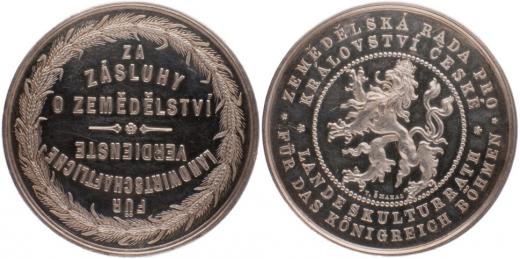 ZA
ZÁSLUHY
O ZEMĚDĚLSTVÍ
FÜR
LANDWIRTSCHAFTLICHE
VERDIENSTE
ZEMĚDĚLSKÁ RADA PRO
KRÁLOVSTVÍ ČESKÉ
LANDESKULTURRATH
FÜR DAS KÖNIGREICH BÖHMEN